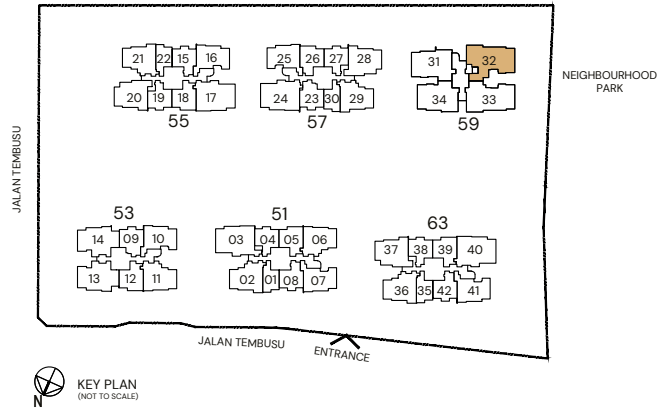 21 22 15 16
25 26 27 28
31 32
20 19 18 17
24 23 30 29
34 33
55
57
59
NEIGHBOURHOOD
PARK
JALAN TEMBUSU
53
51
63
14 09 10
03 04 05 06
37 38 39 40
13 12 11
02 01 08 07
36 35 42 41
JALAN TEMBUSU
ENTRANCE
N
KEY PLAN
(NOT TO SCALE)